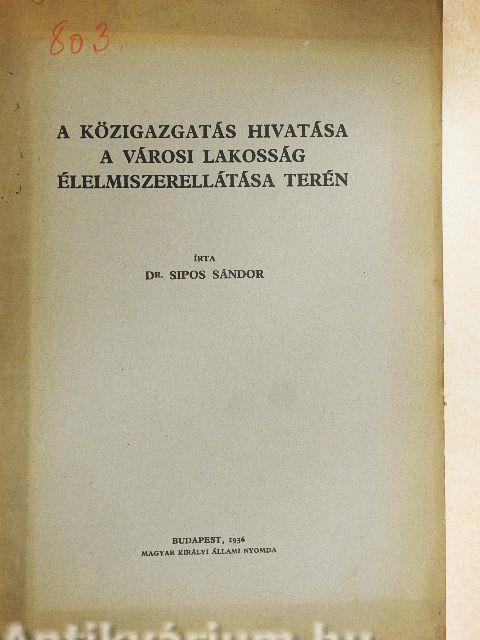 803.
A KÖZIGAZGATÁS HIVATÁSA
A VÁROSI LAKOSSÁG
ÉLELMISZERELLÁTÁSA TERÉN
ÍRTA
DR. SIPOS SÁNDOR
BUDAPEST, 1936
MAGYAR KIRÁLYI ÁLLAMI NYOMDA
Antikvárium.hu